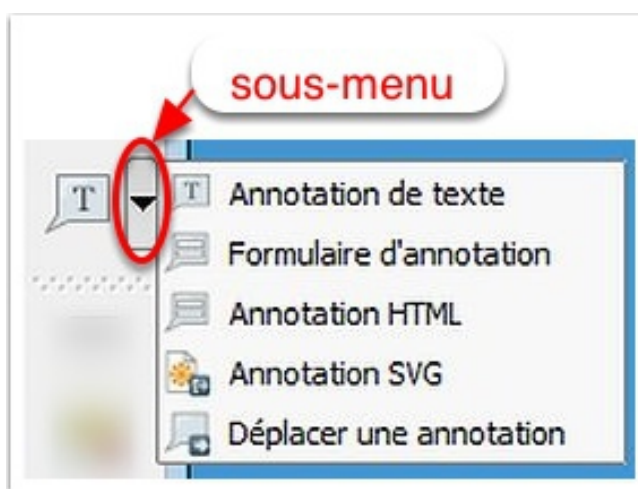 sous-menu
T
T
Annotation de texte
Formulaire d'annotation
Annotation HTML
Annotation SVG
Déplacer une annotation